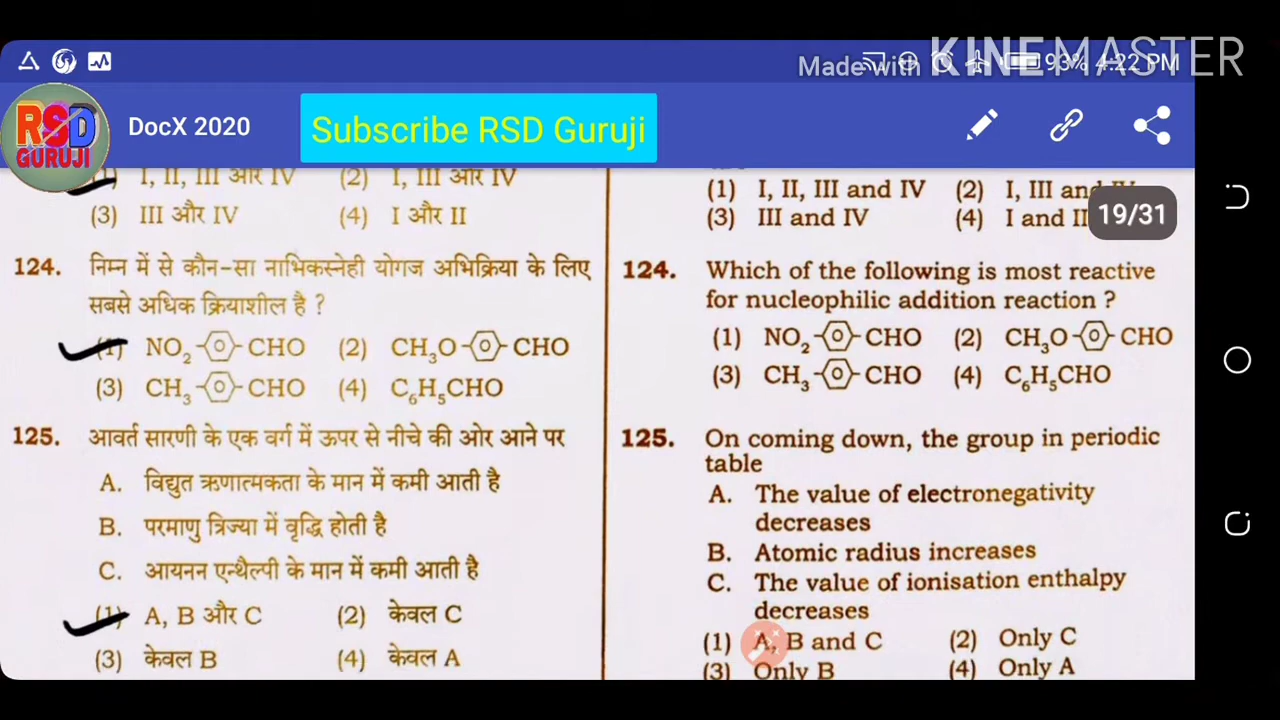 Made with KINEMASTER
93% 4:22 PM
RSD
GURUJI
DocX 2020
Subscribe RSD Guruji
19/31
(1) I, II, III और IV (2) I, III और IV
(3) III और IV (4) I और II
124. निम्न में से कौन-सा नाभिकस्नेही योगज अभिक्रिया के लिए
सबसे अधिक क्रियाशील है ?
(1) NO₂ CHO (2) CH₃O CHO
(3) CH₃ CHO (4) C₆H₅CHO
125. आवर्त सारणी के एक वर्ग में ऊपर से नीचे की ओर आने पर
A. विद्युत ऋणात्मकता के मान में कमी आती है
B. परमाणु त्रिज्या में वृद्धि होती है
C. आयनन एन्थैल्पी के मान में कमी आती है
(1) A, B और C (2) केवल C
(3) केवल B (4) केवल A
(1) I, II, III and IV (2) I, III and IV
(3) III and IV (4) I and II
124. Which of the following is most reactive
for nucleophilic addition reaction ?
(1) NO₂ CHO (2) CH₃O CHO
(3) CH₃ CHO (4) C₆H₅CHO
125. On coming down, the group in periodic
table
A. The value of electronegativity
decreases
B. Atomic radius increases
C. The value of ionisation enthalpy
decreases
(1) A, B and C (2) Only C
(3) Only B (4) Only A